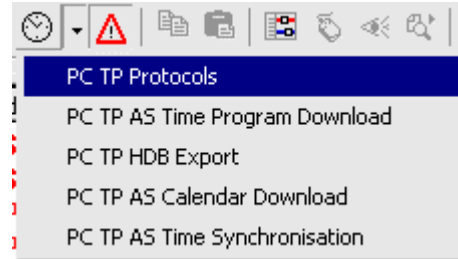 PC TP Protocols
PC TP AS Time Program Download
PC TP HDB Export
PC TP AS Calendar Download
PC TP AS Time Synchronisation